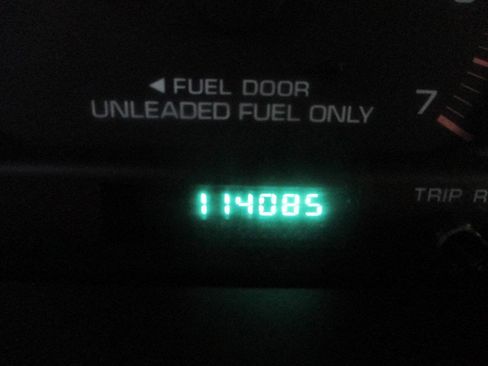 ◀ FUEL DOOR
UNLEADED FUEL ONLY
7
114085
TRIP R